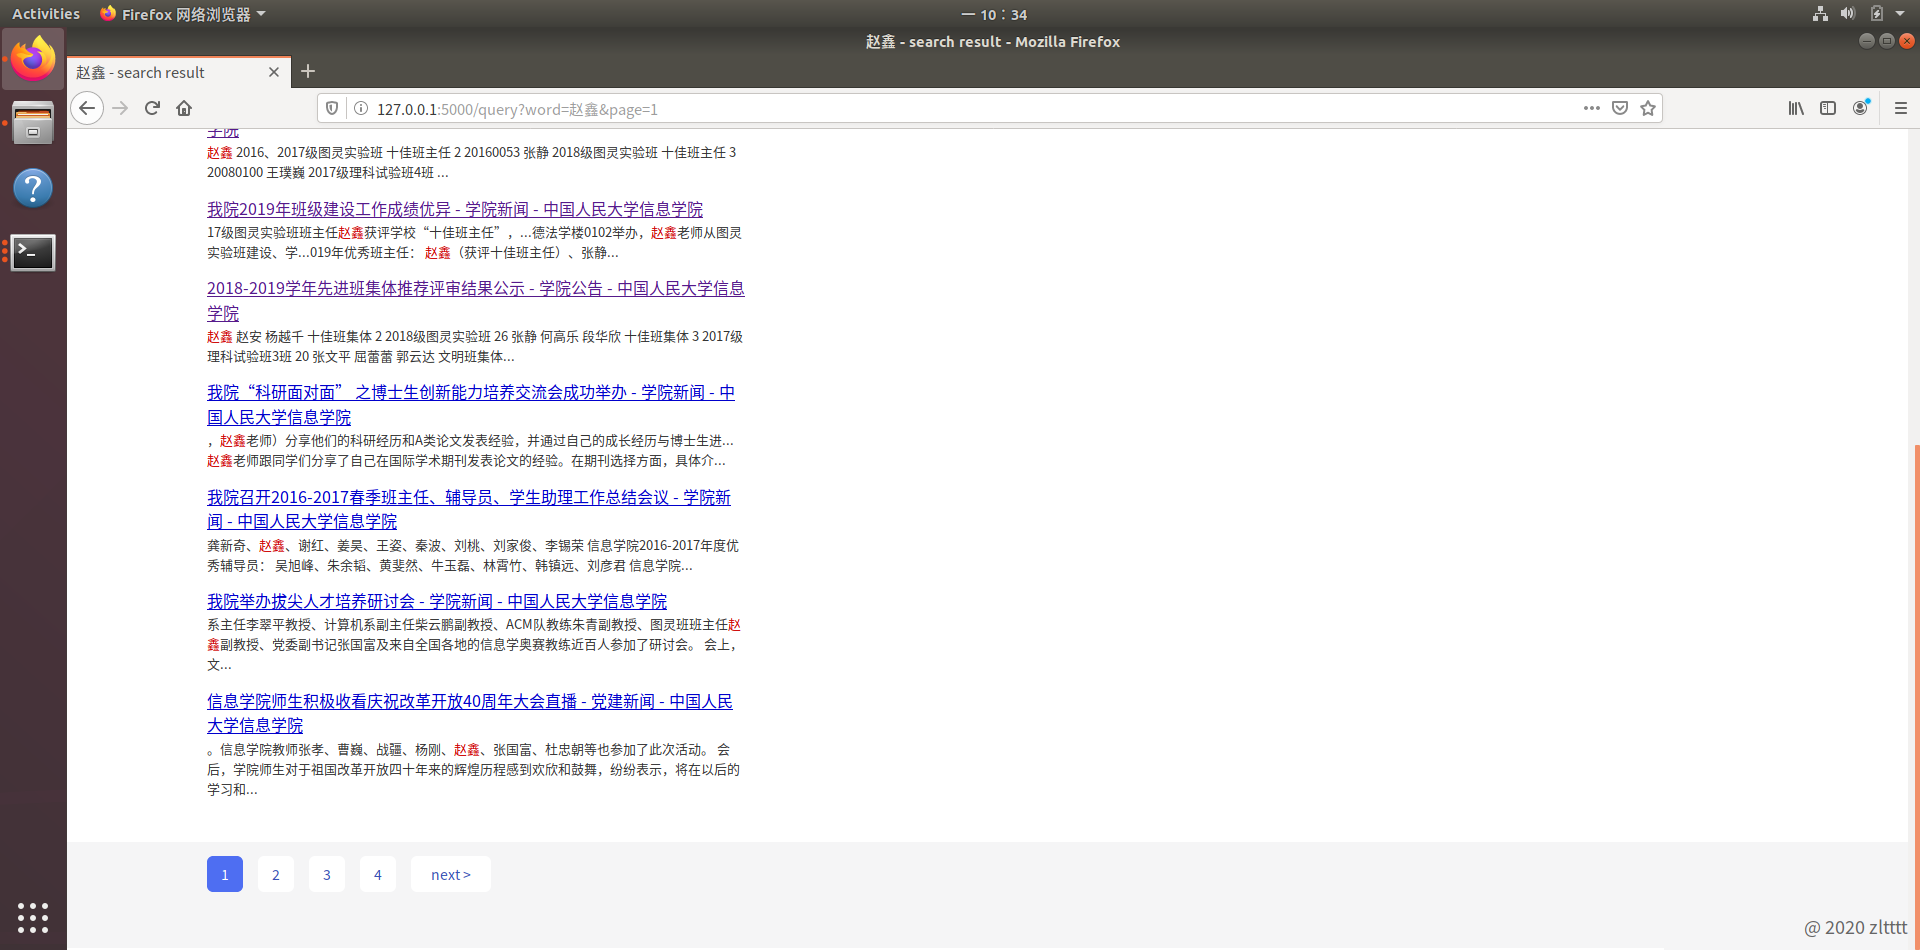 Activities
Firefox 网络浏览器
一 10：34
赵鑫 - search result - Mozilla Firefox
赵鑫 - search result
127.0.0.1:5000/query?word=赵鑫&page=1
学院
赵鑫 2016、2017级图灵实验班 十佳班主任 2 20160053 张静 2018级图灵实验班 十佳班主任 3
20080100 王璞巍 2017级理科试验班4班 ...
我院2019年班级建设工作成绩优异 - 学院新闻 - 中国人民大学信息学院
17级图灵实验班班主任赵鑫获评学校“十佳班主任”，...德法学楼0102举办，赵鑫老师从图灵
实验班建设、学...019年优秀班主任： 赵鑫（获评十佳班主任）、张静...
2018-2019学年先进班集体推荐评审结果公示 - 学院公告 - 中国人民大学信息
学院
赵鑫 赵安 杨越千 十佳班集体 2 2018级图灵实验班 26 张静 何高乐 段华欣 十佳班集体 3 2017级
理科试验班3班 20 张文平 屈蕾蕾 郭云达 文明班集体...
我院“科研面对面” 之博士生创新能力培养交流会成功举办 - 学院新闻 - 中
国人民大学信息学院
，赵鑫老师）分享他们的科研经历和A类论文发表经验，并通过自己的成长经历与博士生进...
赵鑫老师跟同学们分享了自己在国际学术期刊发表论文的经验。在期刊选择方面，具体介...
我院召开2016-2017春季班主任、辅导员、学生助理工作总结会议 - 学院新
闻 - 中国人民大学信息学院
龚新奇、赵鑫、谢红、姜昊、王姿、秦波、刘桃、刘家俊、李锡荣 信息学院2016-2017年度优
秀辅导员： 吴旭峰、朱余韬、黄斐然、牛玉磊、林霄竹、韩镇远、刘彦君 信息学院...
我院举办拔尖人才培养研讨会 - 学院新闻 - 中国人民大学信息学院
系主任李翠平教授、计算机系副主任柴云鹏副教授、ACM队教练朱青副教授、图灵班班主任赵
鑫副教授、党委副书记张国富及来自全国各地的信息学奥赛教练近百人参加了研讨会。 会上，
文...
信息学院师生积极收看庆祝改革开放40周年大会直播 - 党建新闻 - 中国人民
大学信息学院
。信息学院教师张孝、曹巍、战疆、杨刚、赵鑫、张国富、杜忠朝等也参加了此次活动。 会
后，学院师生对于祖国改革开放四十年来的辉煌历程感到欢欣和鼓舞，纷纷表示，将在以后的
学习和...
1 2 3 4 next >
@ 2020 zltttt